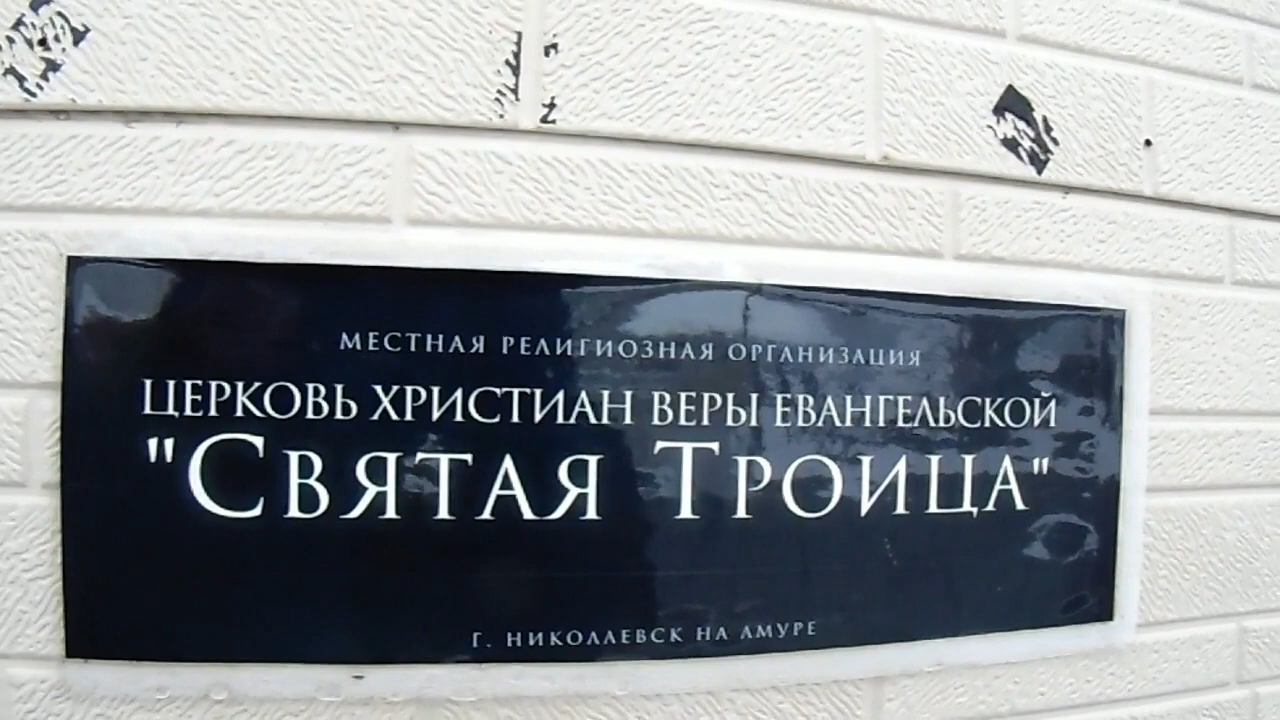 МЕСТНАЯ РЕЛИГИОЗНАЯ ОРГАНИЗАЦИЯ
ЦЕРКОВЬ ХРИСТИАН ВЕРЫ ЕВАНГЕЛЬСКОЙ
"СВЯТАЯ ТРОИЦА"
Г. НИКОЛАЕВСК НА АМУРЕ